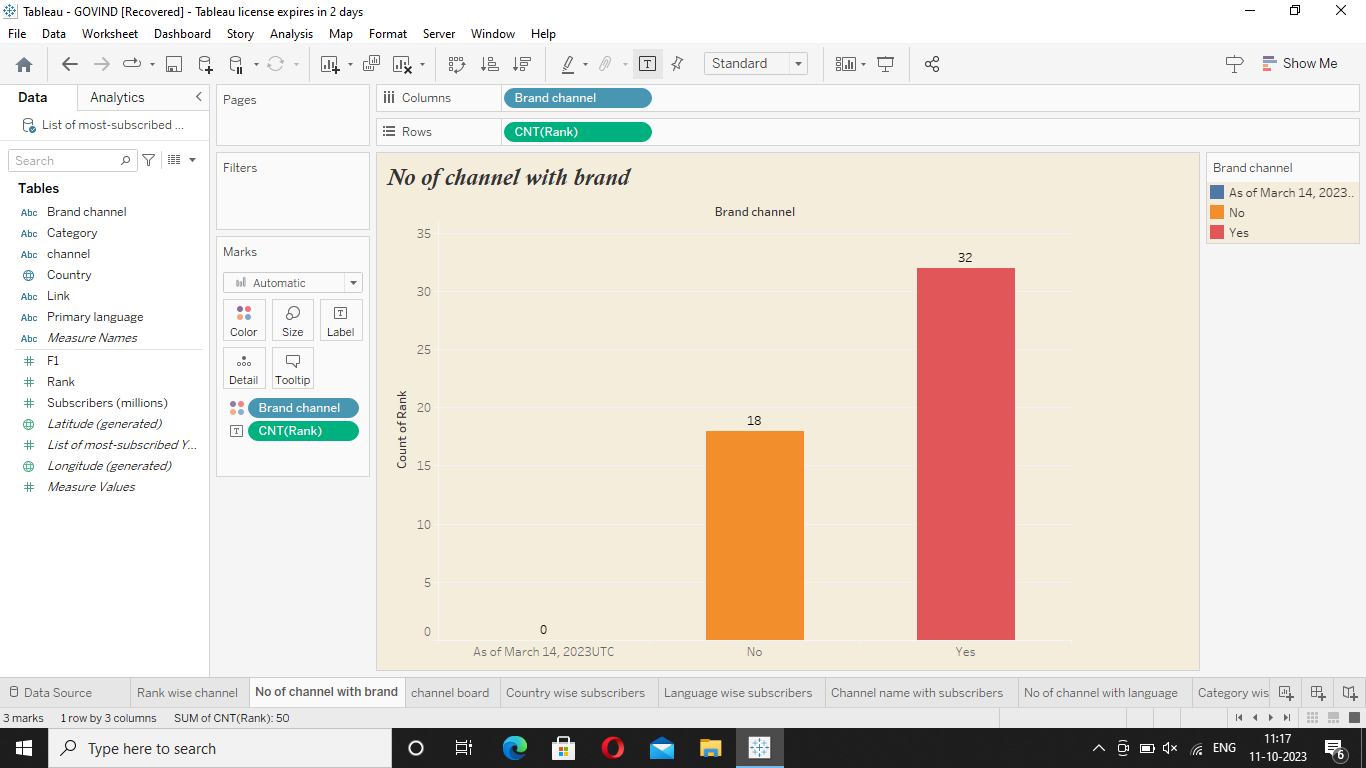 Tableau - GOVIND [Recovered] - Tableau license expires in 2 days
File Data Worksheet Dashboard Story Analysis Map Format Server Window Help
Standard
Show Me
Data Analytics
List of most-subscribed ...
Search
Tables
Abc Brand channel
Abc Category
Abc channel
Country
Abc Link
Abc Primary language
Abc Measure Names
# F1
# Rank
# Subscribers (millions)
Latitude (generated)
# List of most-subscribed Y...
Longitude (generated)
# Measure Values
Pages
Filters
Marks
Automatic
Color Size T Label
Detail Tooltip
Brand channel
T CNT(Rank)
Columns Brand channel
Rows CNT(Rank)
No of channel with brand
Brand channel
Count of Rank
35
30
25
20
15
10
5
0
0
18
32
As of March 14, 2023UTC No Yes
Brand channel
As of March 14, 2023..
No
Yes
Data Source Rank wise channel No of channel with brand channel board Country wise subscribers Language wise subscribers Channel name with subscribers No of channel with language Category wis
3 marks 1 row by 3 columns SUM of CNT(Rank): 50
Type here to search
ENG
11:17
11-10-2023
6